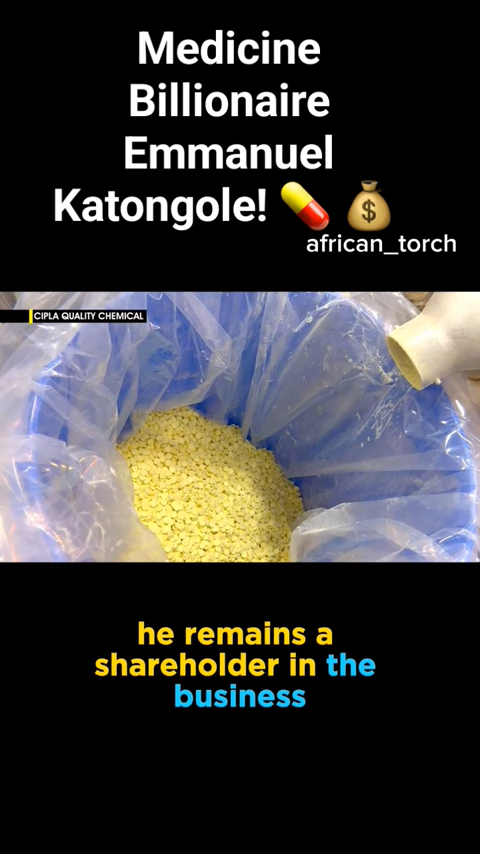 Medicine
Billionaire
Emmanuel
Katongole! 💊 💰
african_torch
CIPLA QUALITY CHEMICAL
he remains a
shareholder in the
business